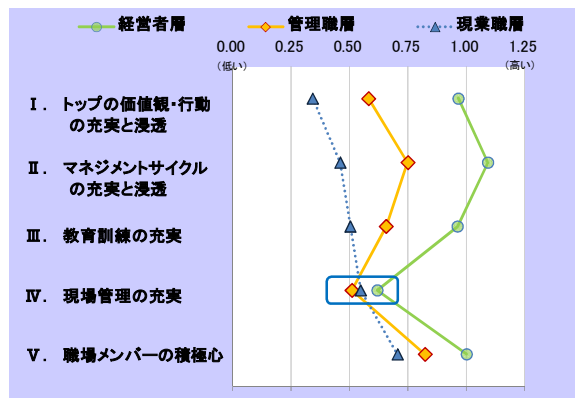 経営者層 管理職層 現業職層
0.00 0.25 0.50 0.75 1.00 1.25
（低い） （高い）
Ⅰ． トップの価値観・行動
の充実と浸透
Ⅱ． マネジメントサイクル
の充実と浸透
Ⅲ． 教育訓練の充実
Ⅳ． 現場管理の充実
Ⅴ． 職場メンバーの積極心